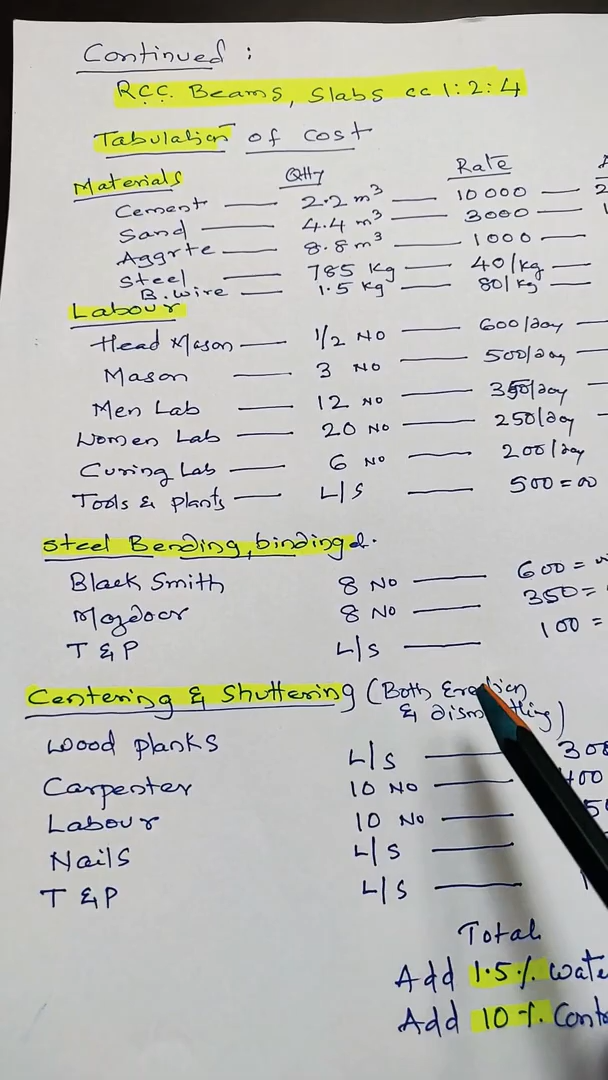 Continued :
R.C.C. Beams, Slabs cc 1:2:4
Tabulation of cost
Materials Qtty Rate
Cement 2.2 m³ 10000 2
Sand 4.4 m³ 3000
Aggrte 8.8 m³ 1000
Steel 785 Kg 40/kg
B.wire 1.5 Kg 80/kg
Labour
Head Mason 1/2 No 600/day
Mason 3 No 500/day
Men Lab 12 No 350/day
Women Lab 20 No 250/day
Curing Lab 6 No 200/day
Tools & plants L/S 500=00
Steel Bending, binding
Black Smith 8 No 600=
Mazdoor 8 No 350=
T & P L/S 100=
Centering & Shuttering (Both Erection
&
Wood planks L/S 300
Carpenter 10 No 400
Labour 10 No
Nails L/S
T & P L/S
Total
Add 1.5%
Add 10%